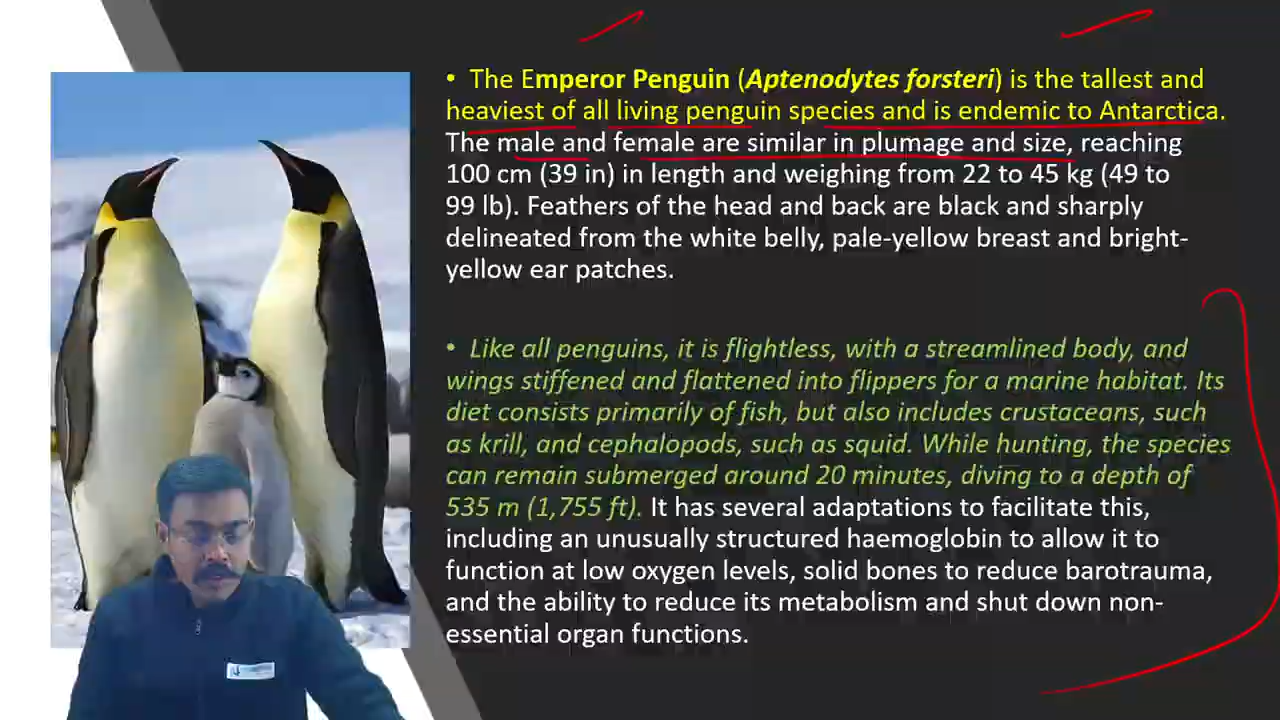 • The Emperor Penguin (Aptenodytes forsteri) is the tallest and
heaviest of all living penguin species and is endemic to Antarctica.
The male and female are similar in plumage and size, reaching
100 cm (39 in) in length and weighing from 22 to 45 kg (49 to
99 lb). Feathers of the head and back are black and sharply
delineated from the white belly, pale-yellow breast and bright-
yellow ear patches.
• Like all penguins, it is flightless, with a streamlined body, and
wings stiffened and flattened into flippers for a marine habitat. Its
diet consists primarily of fish, but also includes crustaceans, such
as krill, and cephalopods, such as squid. While hunting, the species
can remain submerged around 20 minutes, diving to a depth of
535 m (1,755 ft). It has several adaptations to facilitate this,
including an unusually structured haemoglobin to allow it to
function at low oxygen levels, solid bones to reduce barotrauma,
and the ability to reduce its metabolism and shut down non-
essential organ functions.